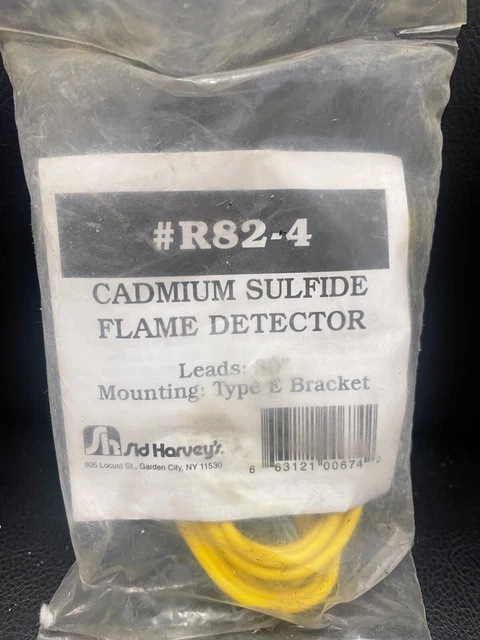 #R82-4
CADMIUM SULFIDE
FLAME DETECTOR
Leads:
Mounting: Type E Bracket
Sh Sid Harvey's.
605 Locust St., Garden City, NY 11530
6 63121 00674 2